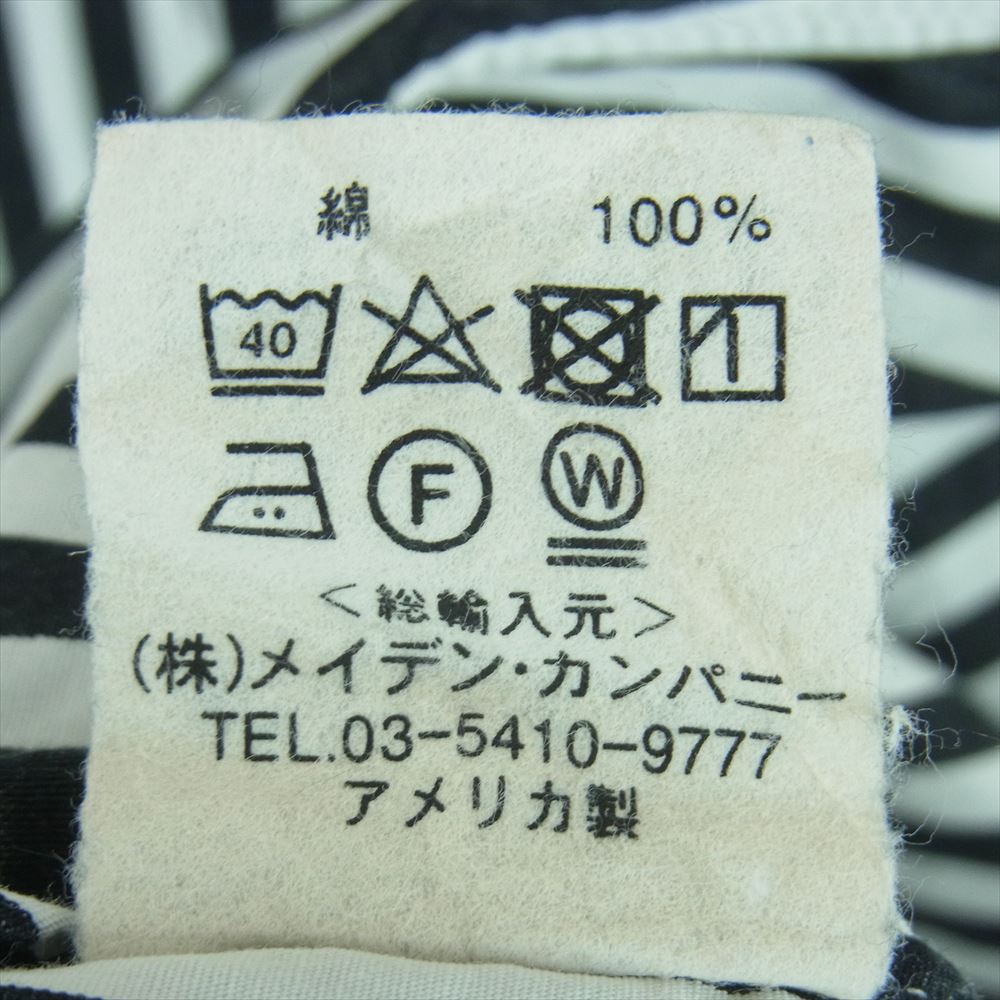 綿 100%
40
F W
<総輸入元>
(株)メイデン・カンパニー
TEL.03-5410-9777
アメリカ製